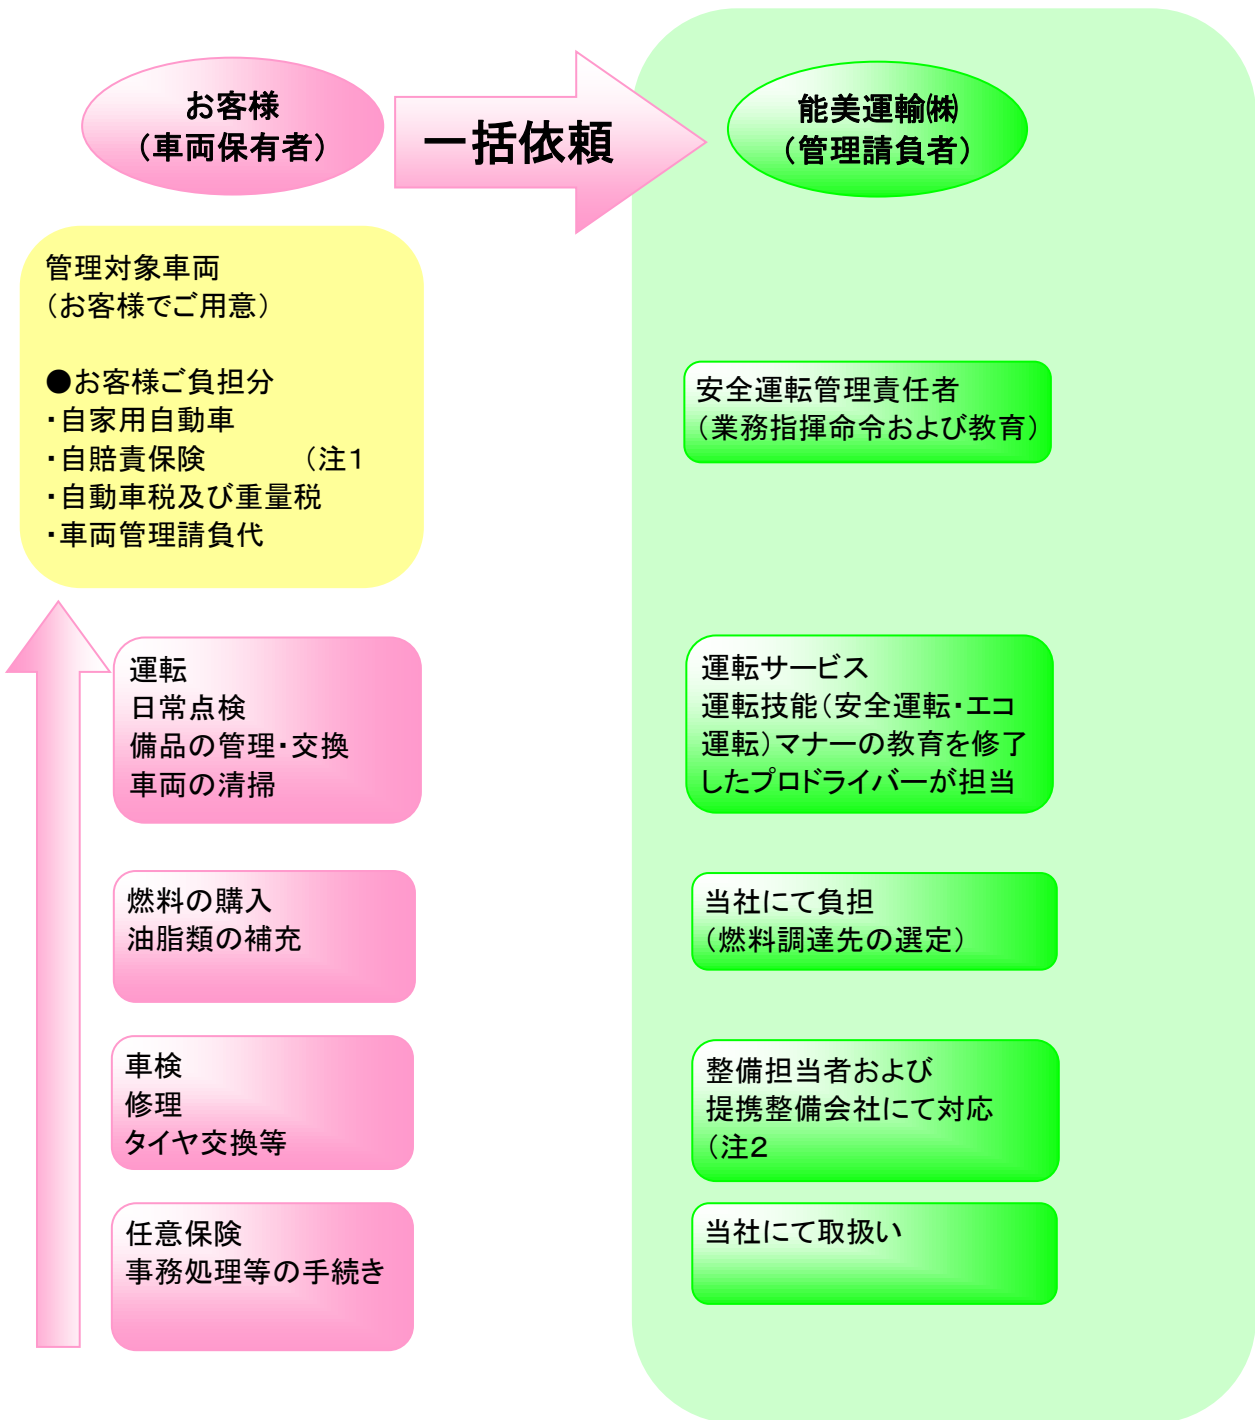 お客様
（車両保有者）
一括依頼
能美運輸㈱
（管理請負者）
管理対象車両
（お客様でご用意）
●お客様ご負担分
・自家用自動車
・自賠責保険　　　（注１
・自動車税及び重量税
・車両管理請負代
安全運転管理責任者
（業務指揮命令および教育）
運転
日常点検
備品の管理・交換
車両の清掃
運転サービス
運転技能（安全運転・エコ
運転）マナーの教育を修了
したプロドライバーが担当
燃料の購入
油脂類の補充
当社にて負担
（燃料調達先の選定）
車検
修理
タイヤ交換等
整備担当者および
提携整備会社にて対応
（注２
任意保険
事務処理等の手続き
当社にて取扱い